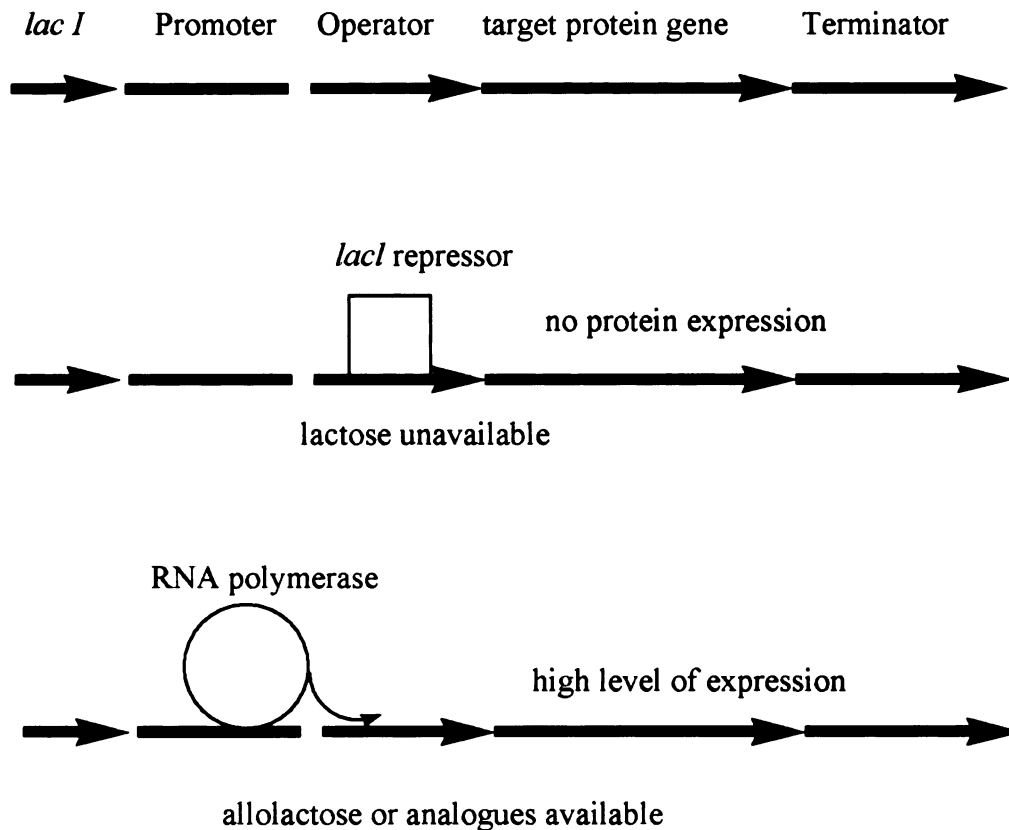 lac I Promoter Operator target protein gene Terminator
lacI repressor
no protein expression
lactose unavailable
RNA polymerase
high level of expression
allolactose or analogues available